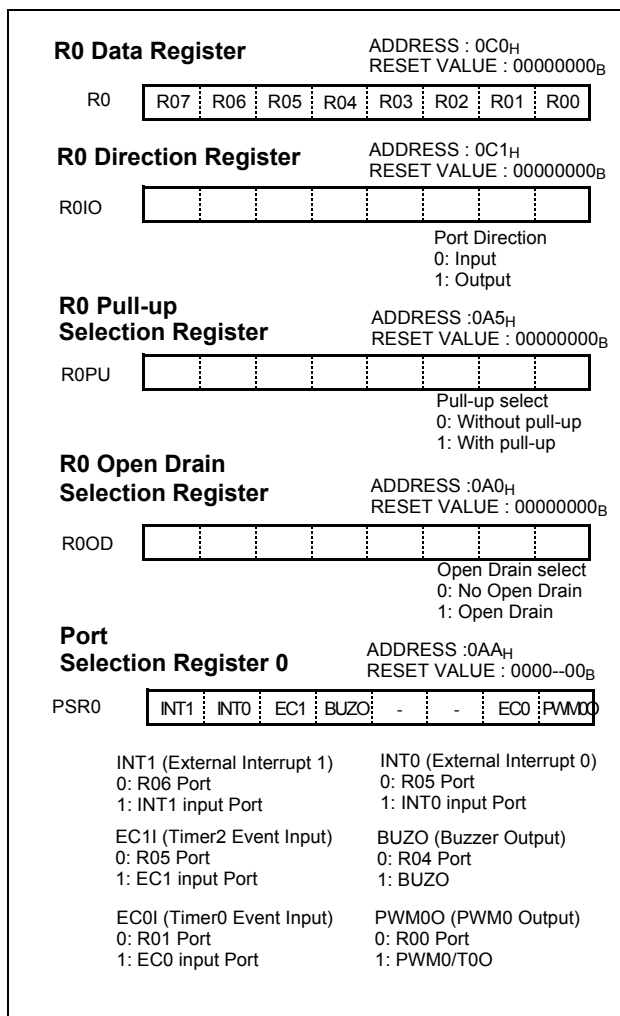 R0 Data Register
ADDRESS : 0C0H
RESET VALUE : 00000000B
R0 R07 R06 R05 R04 R03 R02 R01 R00
R0 Direction Register
ADDRESS : 0C1H
RESET VALUE : 00000000B
R0IO
Port Direction
0: Input
1: Output
R0 Pull-up
Selection Register
ADDRESS :0A5H
RESET VALUE : 00000000B
R0PU
Pull-up select
0: Without pull-up
1: With pull-up
R0 Open Drain
Selection Register
ADDRESS :0A0H
RESET VALUE : 00000000B
R0OD
Open Drain select
0: No Open Drain
1: Open Drain
Port
Selection Register 0
ADDRESS :0AAH
RESET VALUE : 0000--00B
PSR0 INT1 INT0 EC1 BUZO - - EC0 PWM0O
INT1 (External Interrupt 1)
0: R06 Port
1: INT1 input Port
INT0 (External Interrupt 0)
0: R05 Port
1: INT0 input Port
EC1I (Timer2 Event Input)
0: R05 Port
1: EC1 input Port
BUZO (Buzzer Output)
0: R04 Port
1: BUZO
EC0I (Timer0 Event Input)
0: R01 Port
1: EC0 input Port
PWM0O (PWM0 Output)
0: R00 Port
1: PWM0/T0O